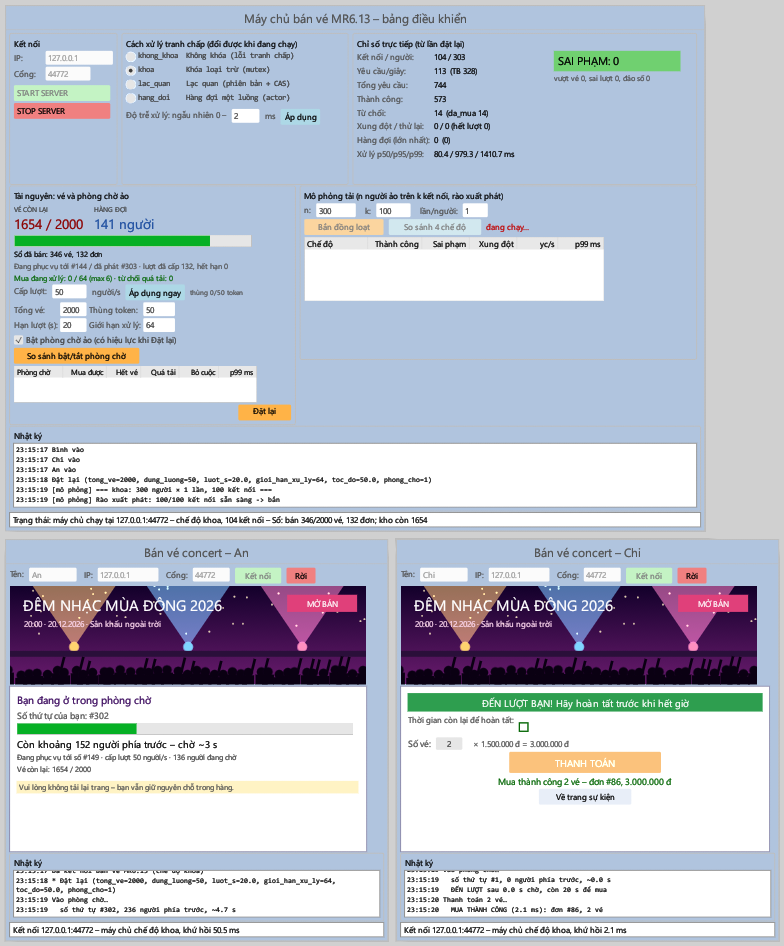 Máy chủ bán vé MR6.13 – bảng điều khiển
Kết nối
IP: 127.0.0.1
Cổng: 44772
START SERVER
STOP SERVER
Cách xử lý tranh chấp (đổi được khi đang chạy)
khong_khoa Không khóa (lỗi tranh chấp)
khoa Khóa loại trừ (mutex)
lac_quan Lạc quan (phiên bản + CAS)
hang_doi Hàng đợi một luồng (actor)
Độ trễ xử lý: ngẫu nhiên 0 – 2 ms Áp dụng
Chỉ số trực tiếp (từ lần đặt lại)
Kết nối / người: 104 / 303
Yêu cầu/giây: 113 (TB 328)
Tổng yêu cầu: 744
Thành công: 573
Từ chối: 14 (da_mua 14)
Xung đột / thử lại: 0 / 0 (hết lượt 0)
Hàng đợi (lớn nhất): 0 (0)
Xử lý p50/p95/p99: 80.4 / 979.3 / 1410.7 ms
SAI PHẠM: 0
vượt vé 0, sai lượt 0, đảo số 0
Tài nguyên: vé và phòng chờ ảo
VÉ CÒN LẠI HÀNG ĐỢI
1654 / 2000 141 người
Số đã bán: 346 vé, 132 đơn
Đang phục vụ tới #144 / đã phát #303 · lượt đã cấp 132, hết hạn 0
Mua đang xử lý: 0 / 64 (max 6) · từ chối quá tải: 0
Cấp lượt: 50 người/s Áp dụng ngay thùng 0/50 token
Tổng vé: 2000 Thùng token: 50
Hạn lượt (s): 20 Giới hạn xử lý: 64
Bật phòng chờ ảo (có hiệu lực khi Đặt lại)
So sánh bật/tắt phòng chờ
Phòng chờ Mua được Hết vé Quá tải Bỏ cuộc p99 ms
Đặt lại
Mô phỏng tải (n người ảo trên k kết nối, rào xuất phát)
n: 300 k: 100 lần/người: 1
Bắn đồng loạt So sánh 4 chế độ đang chạy...
Chế độ Thành công Sai phạm Xung đột yc/s p99 ms
Nhật ký
23:15:17 Bình vào
23:15:17 Chi vào
23:15:17 An vào
23:15:18 Đặt lại (tong_ve=2000, dung_luong=50, luot_s=20.0, gioi_han_xu_ly=64, toc_do=50.0, phong_cho=1)
23:15:19 [mô phỏng] === khoa: 300 người × 1 lần, 100 kết nối ===
23:15:19 [mô phỏng] Rào xuất phát: 100/100 kết nối sẵn sàng -> bắn
Trạng thái: máy chủ chạy tại 127.0.0.1:44772 – chế độ khoa, 104 kết nối – Số: bán 346/2000 vé, 132 đơn; kho còn 1654
Bán vé concert – An
Tên: An IP: 127.0.0.1 Cổng: 44772 Kết nối Rời
ĐÊM NHẠC MÙA ĐÔNG 2026
MỞ BÁN
20:00 · 20.12.2026 · Sân khấu ngoài trời
Bạn đang ở trong phòng chờ
Số thứ tự của bạn: #302
Còn khoảng 152 người phía trước – chờ ~3 s
Đang phục vụ tới số #149 · cấp lượt 50 người/s · 136 người đang chờ
Vé còn lại: 1654 / 2000
Vui lòng không tải lại trang – bạn vẫn giữ nguyên chỗ trong hàng.
Nhật ký
23:15:18 * Đặt lại (tong_ve=2000, dung_luong=50, luot_s=20.0, gioi_han_xu_ly=64,
toc_do=50.0, phong_cho=1)
23:15:19 Vào phòng chờ…
23:15:19 số thứ tự #302, 236 người phía trước, ~4.7 s
Kết nối 127.0.0.1:44772 – máy chủ chế độ khoa, khứ hồi 50.5 ms
Bán vé concert – Chi
Tên: Chi IP: 127.0.0.1 Cổng: 44772 Kết nối Rời
ĐÊM NHẠC MÙA ĐÔNG 2026
MỞ BÁN
20:00 · 20.12.2026 · Sân khấu ngoài trời
ĐẾN LƯỢT BẠN! Hãy hoàn tất trước khi hết giờ
Thời gian còn lại để hoàn tất:
Số vé: 2 × 1.500.000 đ = 3.000.000 đ
THANH TOÁN
Mua thành công 2 vé – đơn #86, 3.000.000 đ
Về trang sự kiện
Nhật ký
23:15:19 số thứ tự #1, 0 người phía trước, ~0.0 s
23:15:19 ĐẾN LƯỢT sau 0.0 s chờ, còn 20 s để mua
23:15:20 Thanh toán 2 vé…
23:15:20 MUA THÀNH CÔNG (2.1 ms): đơn #86, 2 vé
Kết nối 127.0.0.1:44772 – máy chủ chế độ khoa, khứ hồi 2.1 ms